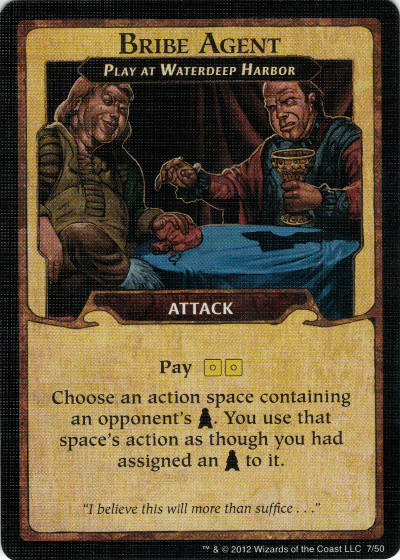 BRIBE AGENT
PLAY AT WATERDEEP HARBOR
ATTACK
Pay
Choose an action space containing
an opponent's . You use that
space's action as though you had
assigned an to it.
"I believe this will more than suffice . . ."
™ & © 2012 Wizards of the Coast LLC 7/50